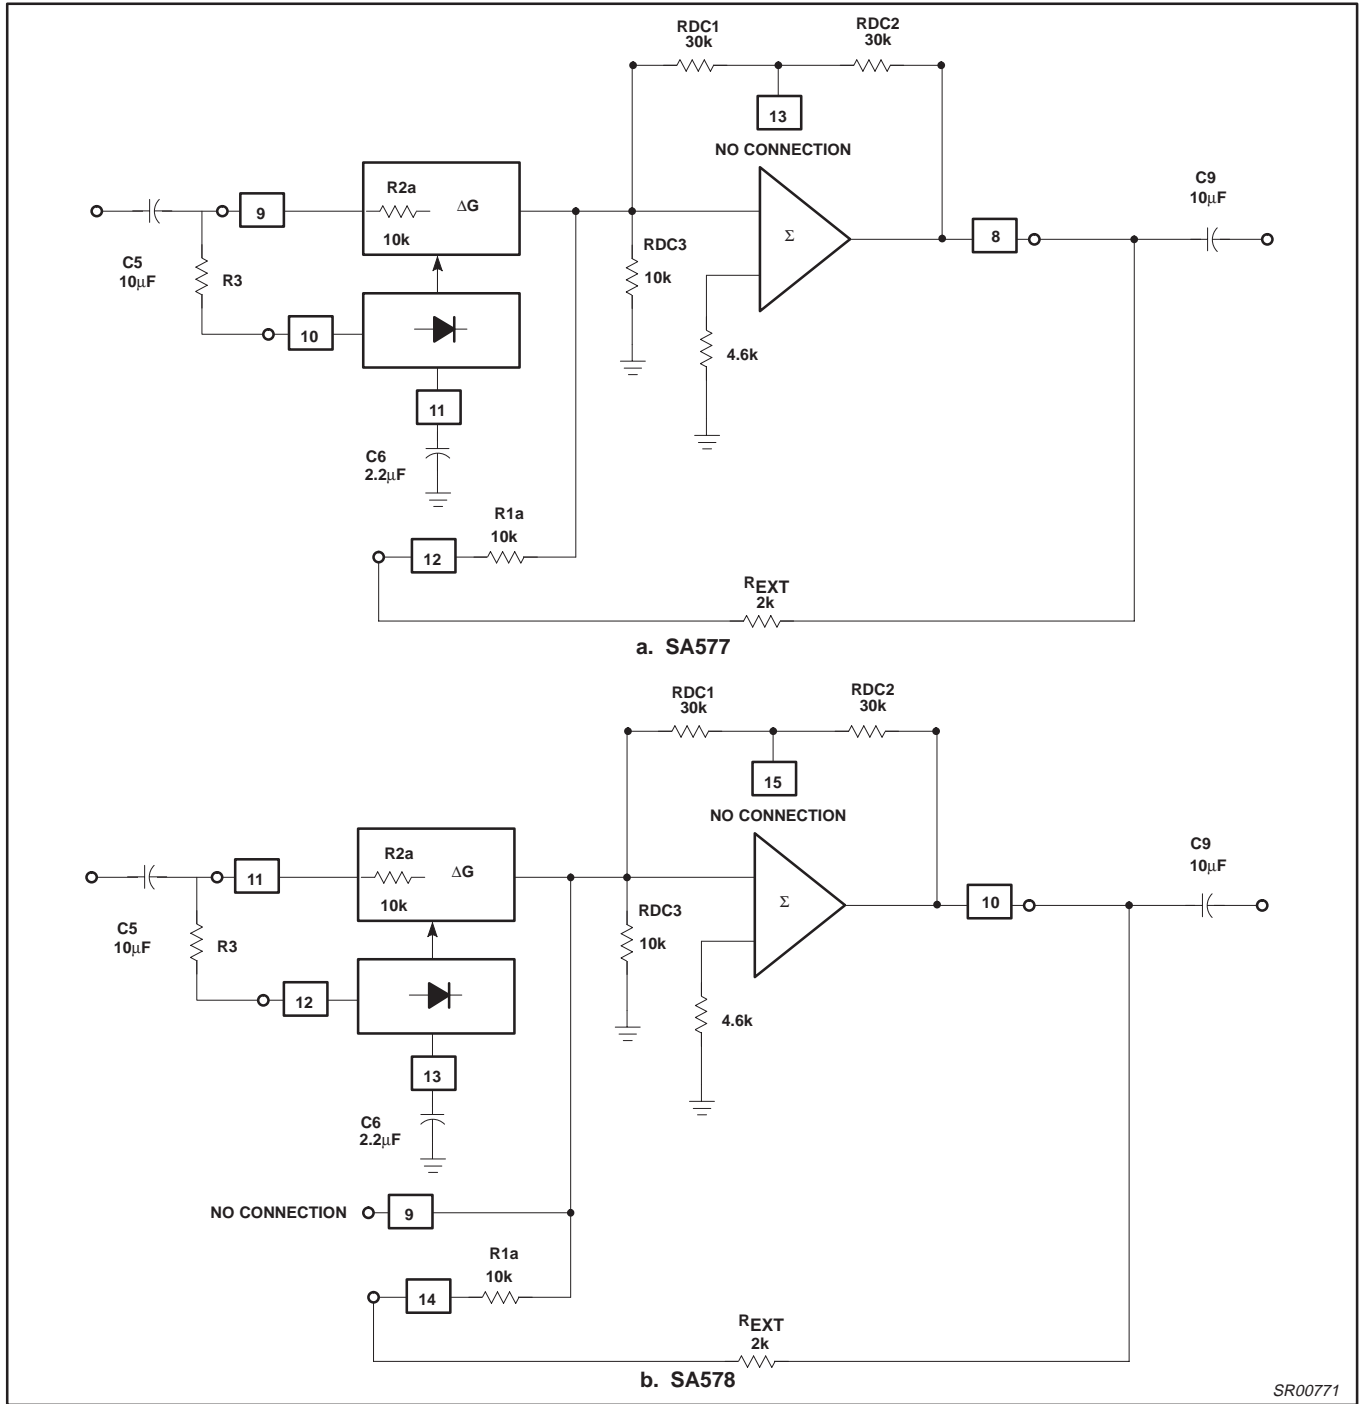 RDC1
30k
RDC2
30k
13
NO CONNECTION
C9
10μF
R2a
10k
ΔG
9
Σ
8
C5
10μF
R3
RDC3
10k
10
4.6k
11
C6
2.2μF
R1a
10k
12
REXT
2k
a. SA577
RDC1
30k
RDC2
30k
15
NO CONNECTION
C9
10μF
R2a
10k
ΔG
11
Σ
10
C5
10μF
R3
RDC3
10k
12
4.6k
13
C6
2.2μF
NO CONNECTION
9
R1a
10k
14
REXT
2k
b. SA578
SR00771